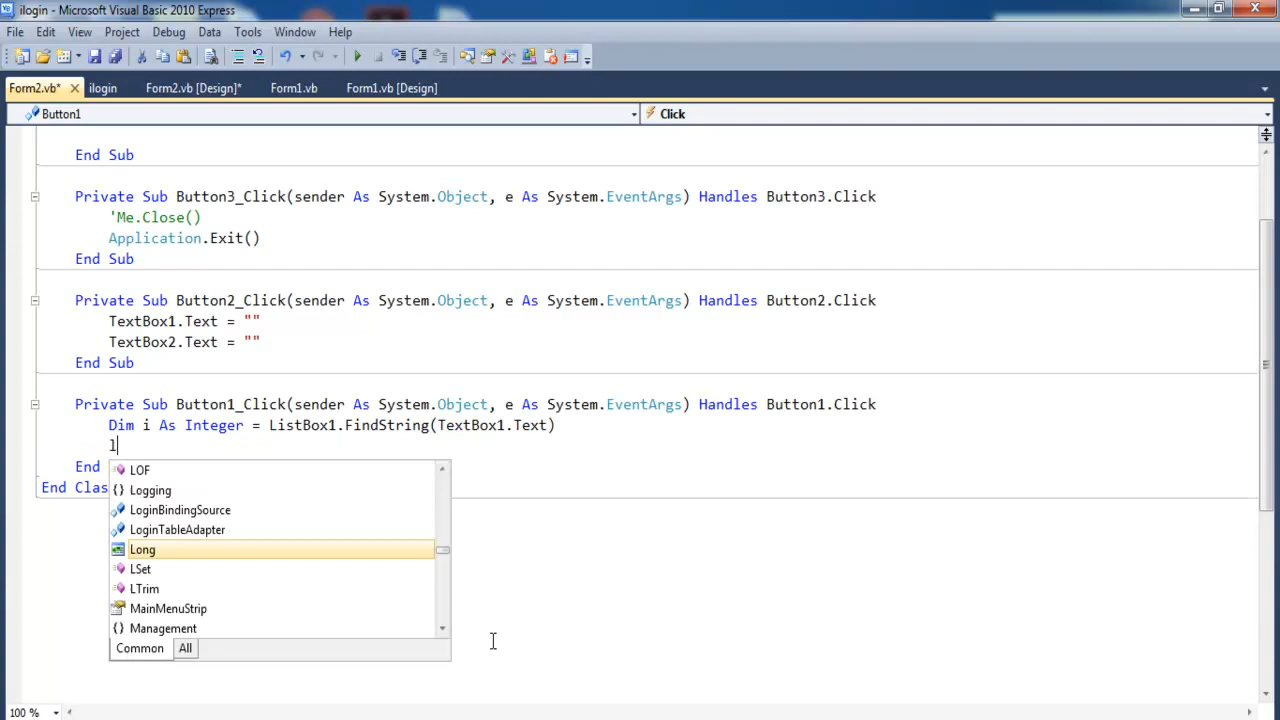 ilogin - Microsoft Visual Basic 2010 Express
File Edit View Project Debug Data Tools Window Help
Form2.vb* ilogin Form2.vb [Design]* Form1.vb Form1.vb [Design]
Button1 Click
End Sub
Private Sub Button3_Click(sender As System.Object, e As System.EventArgs) Handles Button3.Click
'Me.Close()
Application.Exit()
End Sub
Private Sub Button2_Click(sender As System.Object, e As System.EventArgs) Handles Button2.Click
TextBox1.Text = ""
TextBox2.Text = ""
End Sub
Private Sub Button1_Click(sender As System.Object, e As System.EventArgs) Handles Button1.Click
Dim i As Integer = ListBox1.FindString(TextBox1.Text)
l
End
End Clas
LOF
Logging
LoginBindingSource
LoginTableAdapter
Long
LSet
LTrim
MainMenuStrip
Management
Common All
100 %